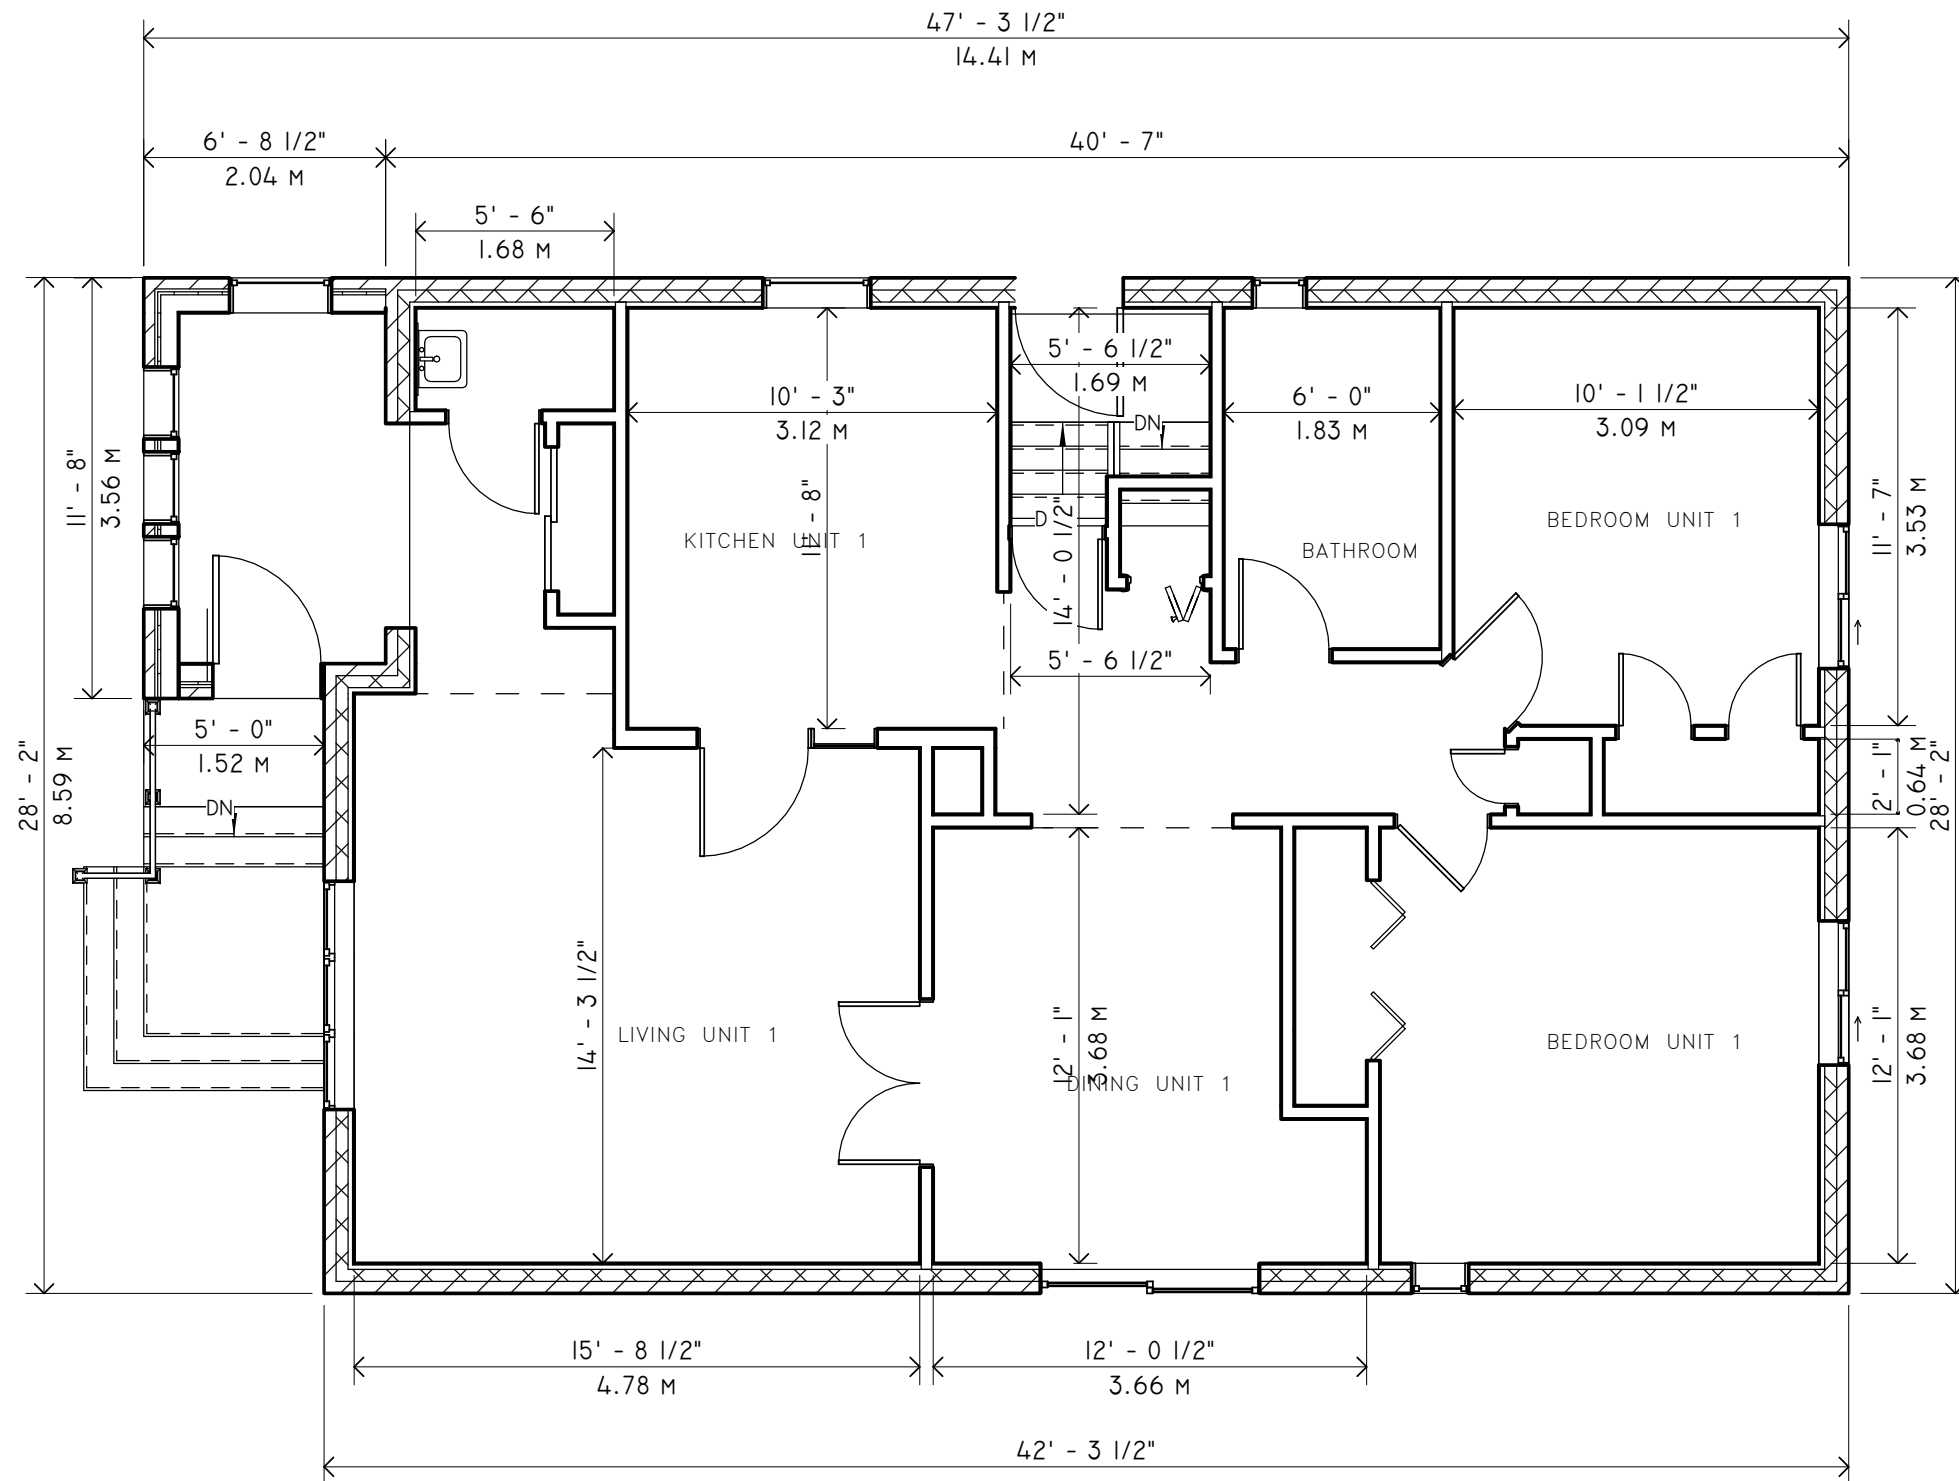 47' - 3 1/2"
14.41 M
6' - 8 1/2"
2.04 M
40' - 7"
5' - 6"
1.68 M
5' - 6 1/2"
1.69 M
10' - 3"
3.12 M
6' - 0"
1.83 M
10' - 1 1/2"
3.09 M
DN
11' - 8"
3.56 M
11' - 8"
14' - 0 1/2"
D
11' - 7"
3.53 M
KITCHEN UNIT 1
BATHROOM
BEDROOM UNIT 1
5' - 6 1/2"
5' - 0"
1.52 M
DN
28' - 2"
8.59 M
2' - 1"
0.64 M
28' - 2"
14' - 3 1/2"
LIVING UNIT 1
12' - 1"
3.68 M
DINING UNIT 1
BEDROOM UNIT 1
12' - 1"
3.68 M
15' - 8 1/2"
4.78 M
12' - 0 1/2"
3.66 M
42' - 3 1/2"